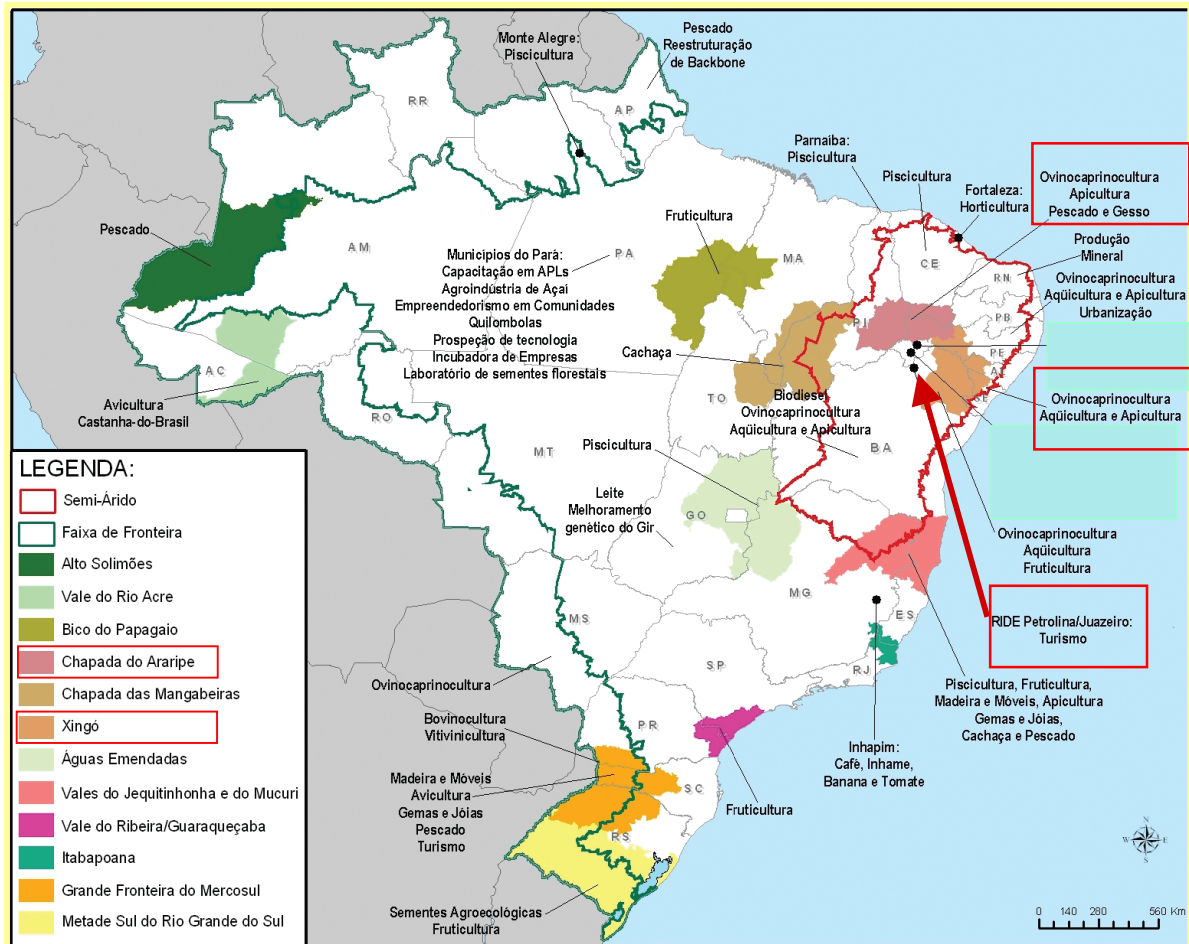 Monte Alegre:
Piscicultura
Pescado
Reestruturação
de Backbone
RR
AP
Parnaíba:
Piscicultura
Piscicultura
Fortaleza:
Horticultura
Ovinocaprinocultura
Apicultura
Pescado e Gesso
Produção
Mineral
Ovinocaprinocultura
Aqüicultura e Apicultura
Urbanização
Pescado
AM
PA
Fruticultura
MA
CE
RN
PB
PI
PE
AL
SE
Municipios do Pará:
Capacitação em APLs
Agroindústria de Açaí
Empreendedorismo em Comunidades
Quilombolas
Prospeção de tecnologia
Incubadora de Empresas
Laboratório de sementes florestais
Cachaça
AC
Avicultura
Castanha-do-Brasil
RO
TO
Biodiesel
Ovinocaprinocultura
Aqüicultura e Apicultura
Ovinocaprinocultura
Aqüicultura e Apicultura
BA
MT
Piscicultura
Leite
Melhoramento
genético do Gir
GO
Ovinocaprinocultura
Aqüicultura
Fruticultura
RIDE Petrolina/Juazeiro:
Turismo
MG
ES
MS
SP
RJ
Ovinocaprinocultura
Piscicultura, Fruticultura,
Madeira e Móveis, Apicultura
Gemas e Jóias,
Cachaça e Pescado
Bovinocultura
Vitivinicultura
PR
Inhapim:
Café, Inhame,
Banana e Tomate
Madeira e Móveis
Avicultura
Gemas e Jóias
Pescado
Turismo
SC
Fruticultura
RS
Sementes Agroecológicas
Fruticultura
LEGENDA:
Semi-Árido
Faixa de Fronteira
Alto Solimões
Vale do Rio Acre
Bico do Papagaio
Chapada do Araripe
Chapada das Mangabeiras
Xingó
Águas Emendadas
Vales do Jequitinhonha e do Mucuri
Vale do Ribeira/Guaraqueçaba
Itabapoana
Grande Fronteira do Mercosul
Metade Sul do Rio Grande do Sul
N
W
E
S
0 140 280 560 Km